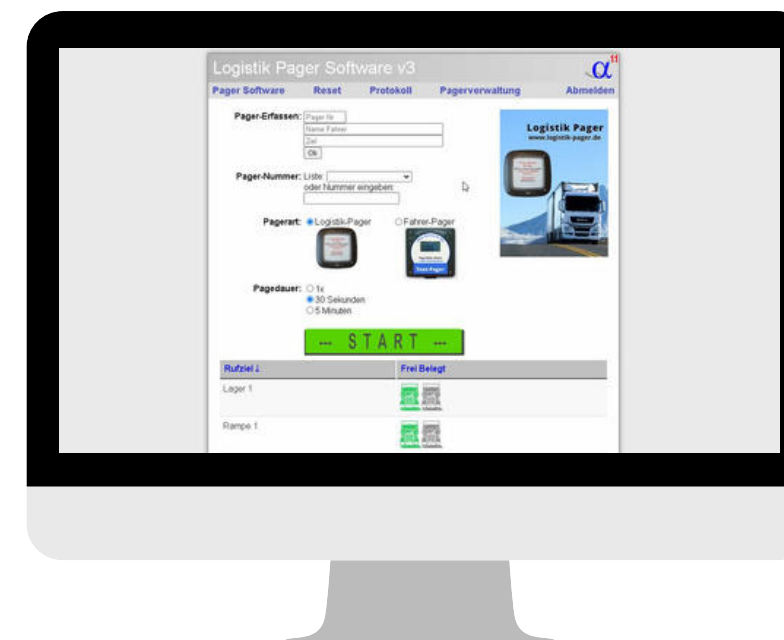 Logistik Pager Software v3
α 11
Pager Software Reset Protokoll Pagerverwaltung Abmelden
Pager-Erfassen: Pager Nr
Name Fahrer
Ziel
Ok
Logistik Pager
www.logistik-pager.de
Pager-Nummer: Liste:
oder Nummer eingeben:
Pagerart: Logistik-Pager Fahrer-Pager
Pagedauer: 1x
30 Sekunden
5 Minuten
--- START ---
Rufziel ↓ Frei Belegt
Lager 1
Rampe 1